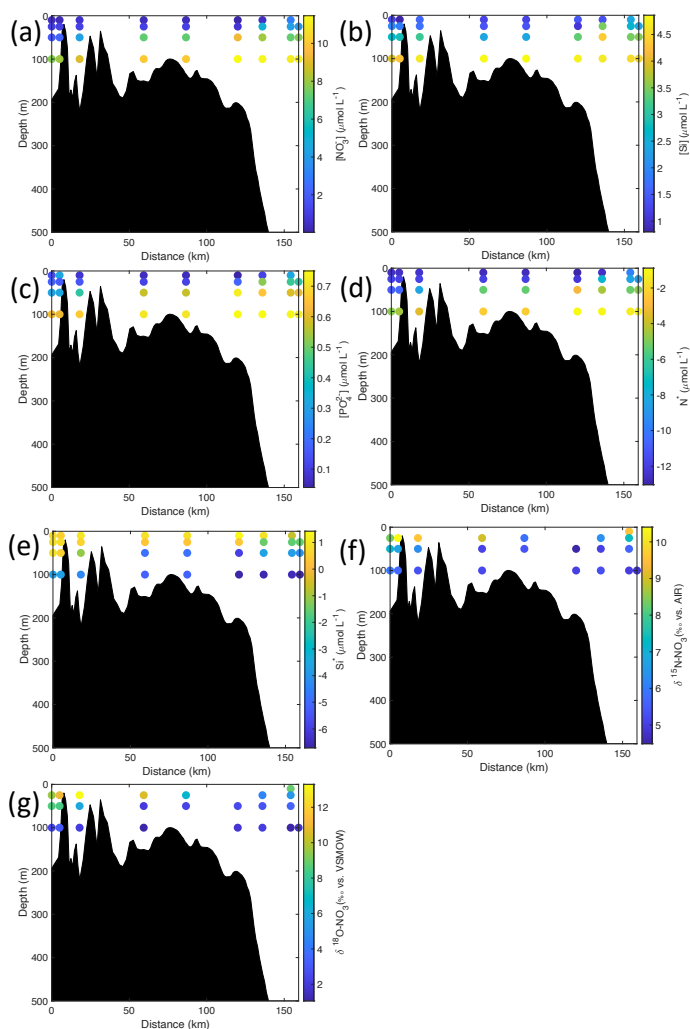 (a)
0
100
200
300
400
500
Depth (m)
0 50 100 150
Distance (km)
10
8
6
4
2
[NO₃⁻] (μmol L⁻¹)
(b)
0
100
200
300
400
500
Depth (m)
0 50 100 150
Distance (km)
4.5
4
3.5
3
2.5
2
1.5
1
[Si] (μmol L⁻¹)
(c)
0
100
200
300
400
500
Depth (m)
0 50 100 150
Distance (km)
0.7
0.6
0.5
0.4
0.3
0.2
0.1
[PO₄²⁻] (μmol L⁻¹)
(d)
0
100
200
300
400
500
Depth (m)
0 50 100 150
Distance (km)
-2
-4
-6
-8
-10
-12
N* (μmol L⁻¹)
(e)
0
100
200
300
400
500
Depth (m)
0 50 100 150
Distance (km)
1
0
-1
-2
-3
-4
-5
-6
Si* (μmol L⁻¹)
(f)
0
100
200
300
400
500
Depth (m)
0 50 100 150
Distance (km)
10
9
8
7
6
5
δ ¹⁵N-NO₃(‰ vs. AIR)
(g)
0
100
200
300
400
500
Depth (m)
0 50 100 150
Distance (km)
12
10
8
6
4
2
δ ¹⁸O-NO₃(‰ vs. VSMOW)